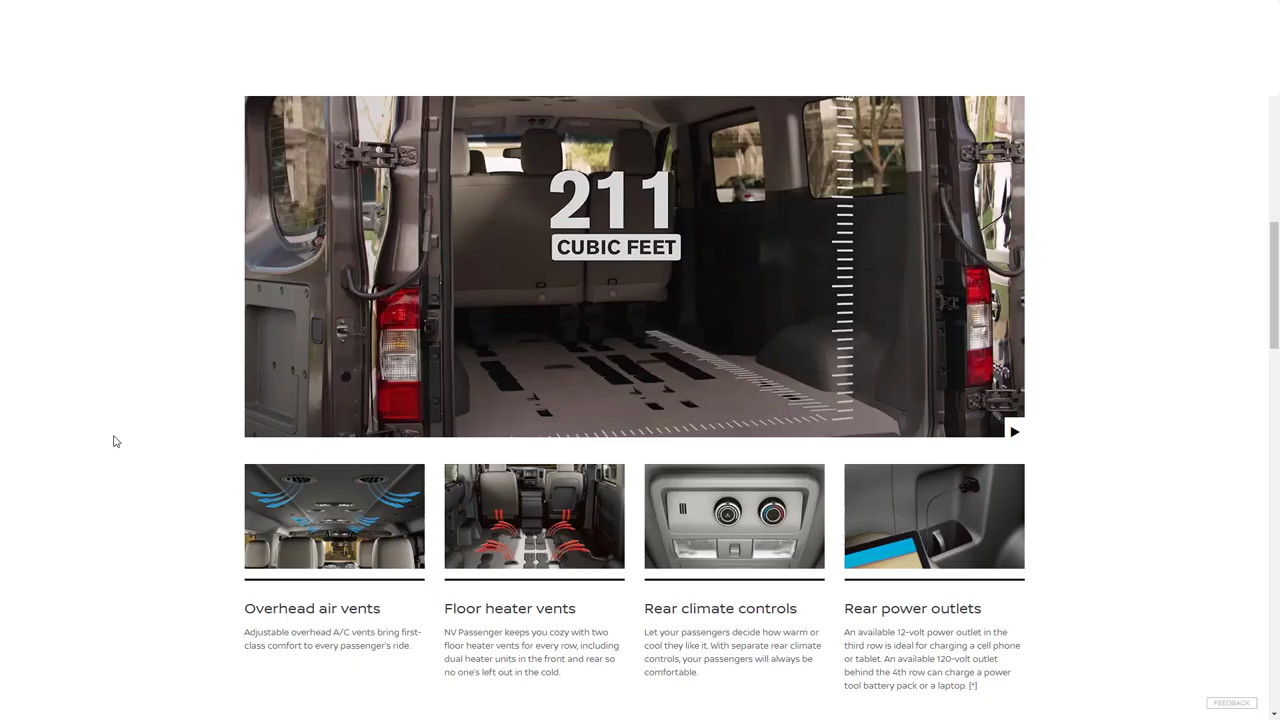 211
CUBIC FEET
Overhead air vents
Adjustable overhead A/C vents bring first-
class comfort to every passenger's ride.
Floor heater vents
NV Passenger keeps you cozy with two
floor heater vents for every row, including
dual heater units in the front and rear so
no one's left out in the cold.
Rear climate controls
Let your passengers decide how warm or
cool they like it. With separate rear climate
controls, your passengers will always be
comfortable.
Rear power outlets
An available 12-volt power outlet in the
third row is ideal for charging a cell phone
or tablet. An available 120-volt outlet
behind the 4th row can charge a power
tool battery pack or a laptop. [*]
FEEDBACK